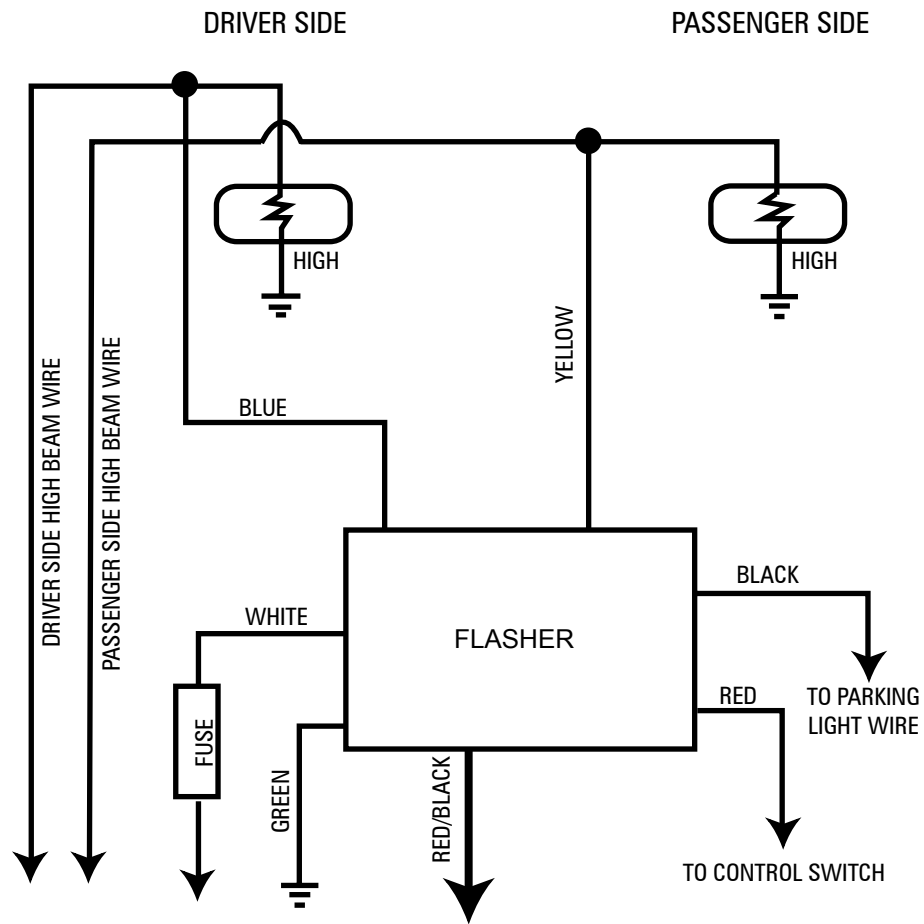 DRIVER SIDE
PASSENGER SIDE
HIGH
HIGH
DRIVER SIDE HIGH BEAM WIRE
PASSENGER SIDE HIGH BEAM WIRE
YELLOW
BLUE
BLACK
WHITE
FLASHER
RED
TO PARKING
LIGHT WIRE
FUSE
GREEN
RED/BLACK
TO CONTROL SWITCH